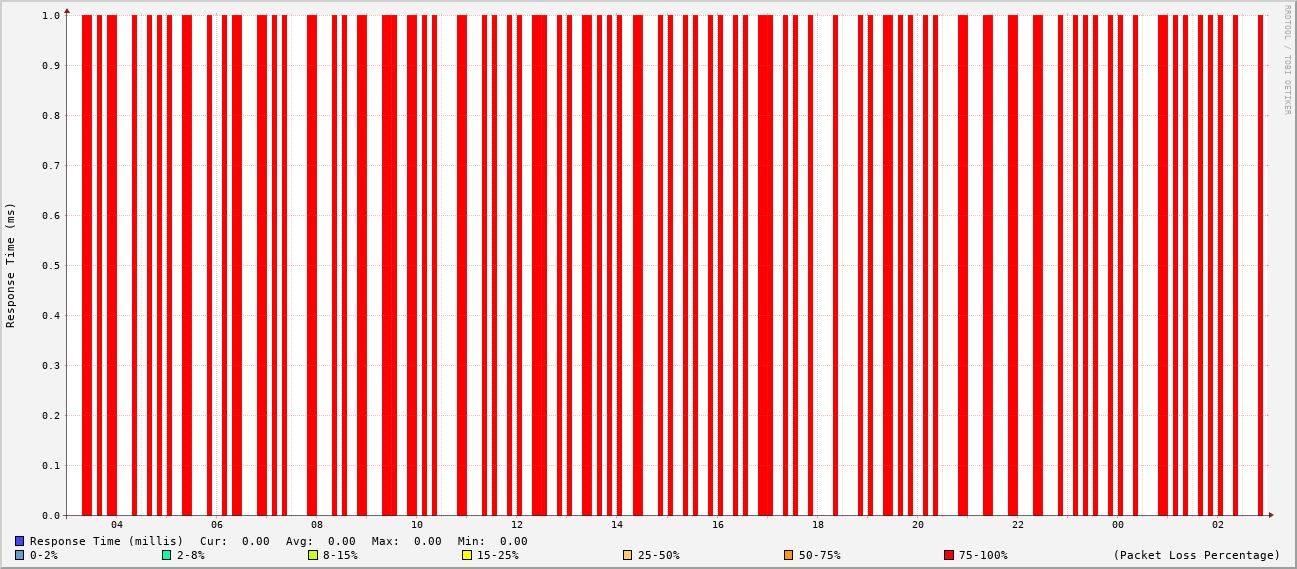 RRDTOOL / TOBI OETIKER
Response Time (ms)
1.0
0.9
0.8
0.7
0.6
0.5
0.4
0.3
0.2
0.1
0.0
04 06 08 10 12 14 16 18 20 22 00 02
Response Time (millis) Cur: 0.00 Avg: 0.00 Max: 0.00 Min: 0.00
0-2% 2-8% 8-15% 15-25% 25-50% 50-75% 75-100% (Packet Loss Percentage)